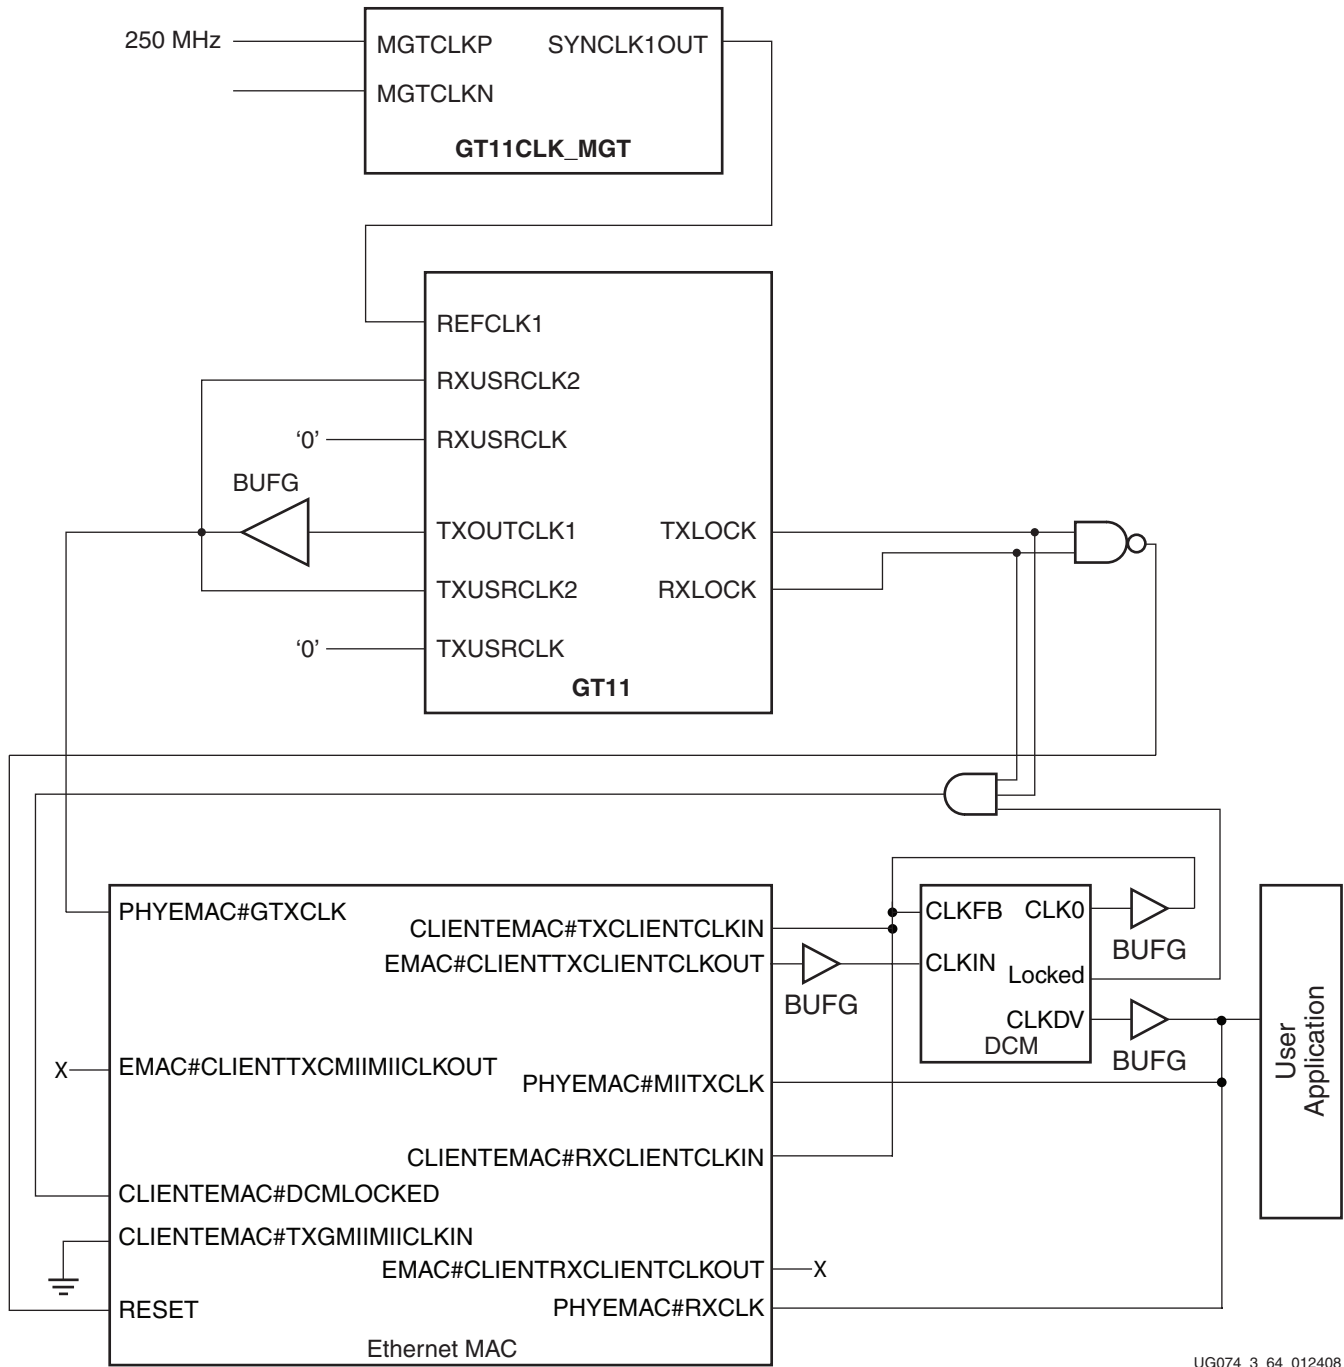 250 MHz
MGTCLKP
SYNCLK1OUT
MGTCLKN
GT11CLK_MGT
REFCLK1
RXUSRCLK2
'0'
RXUSRCLK
BUFG
TXOUTCLK1
TXLOCK
TXUSRCLK2
RXLOCK
'0'
TXUSRCLK
GT11
PHYEMAC#GTXCLK
CLIENTEMAC#TXCLIENTCLKIN
EMAC#CLIENTTXCLIENTCLKOUT
BUFG
CLKFB
CLK0
BUFG
CLKIN
Locked
CLKDV
DCM
BUFG
User
Application
X
EMAC#CLIENTTXCMIIMIICLKOUT
PHYEMAC#MIITXCLK
CLIENTEMAC#RXCLIENTCLKIN
CLIENTEMAC#DCMLOCKED
CLIENTEMAC#TXGMIIMIICLKIN
EMAC#CLIENTRXCLIENTCLKOUT
X
RESET
PHYEMAC#RXCLK
Ethernet MAC
UG074_3_64_012408